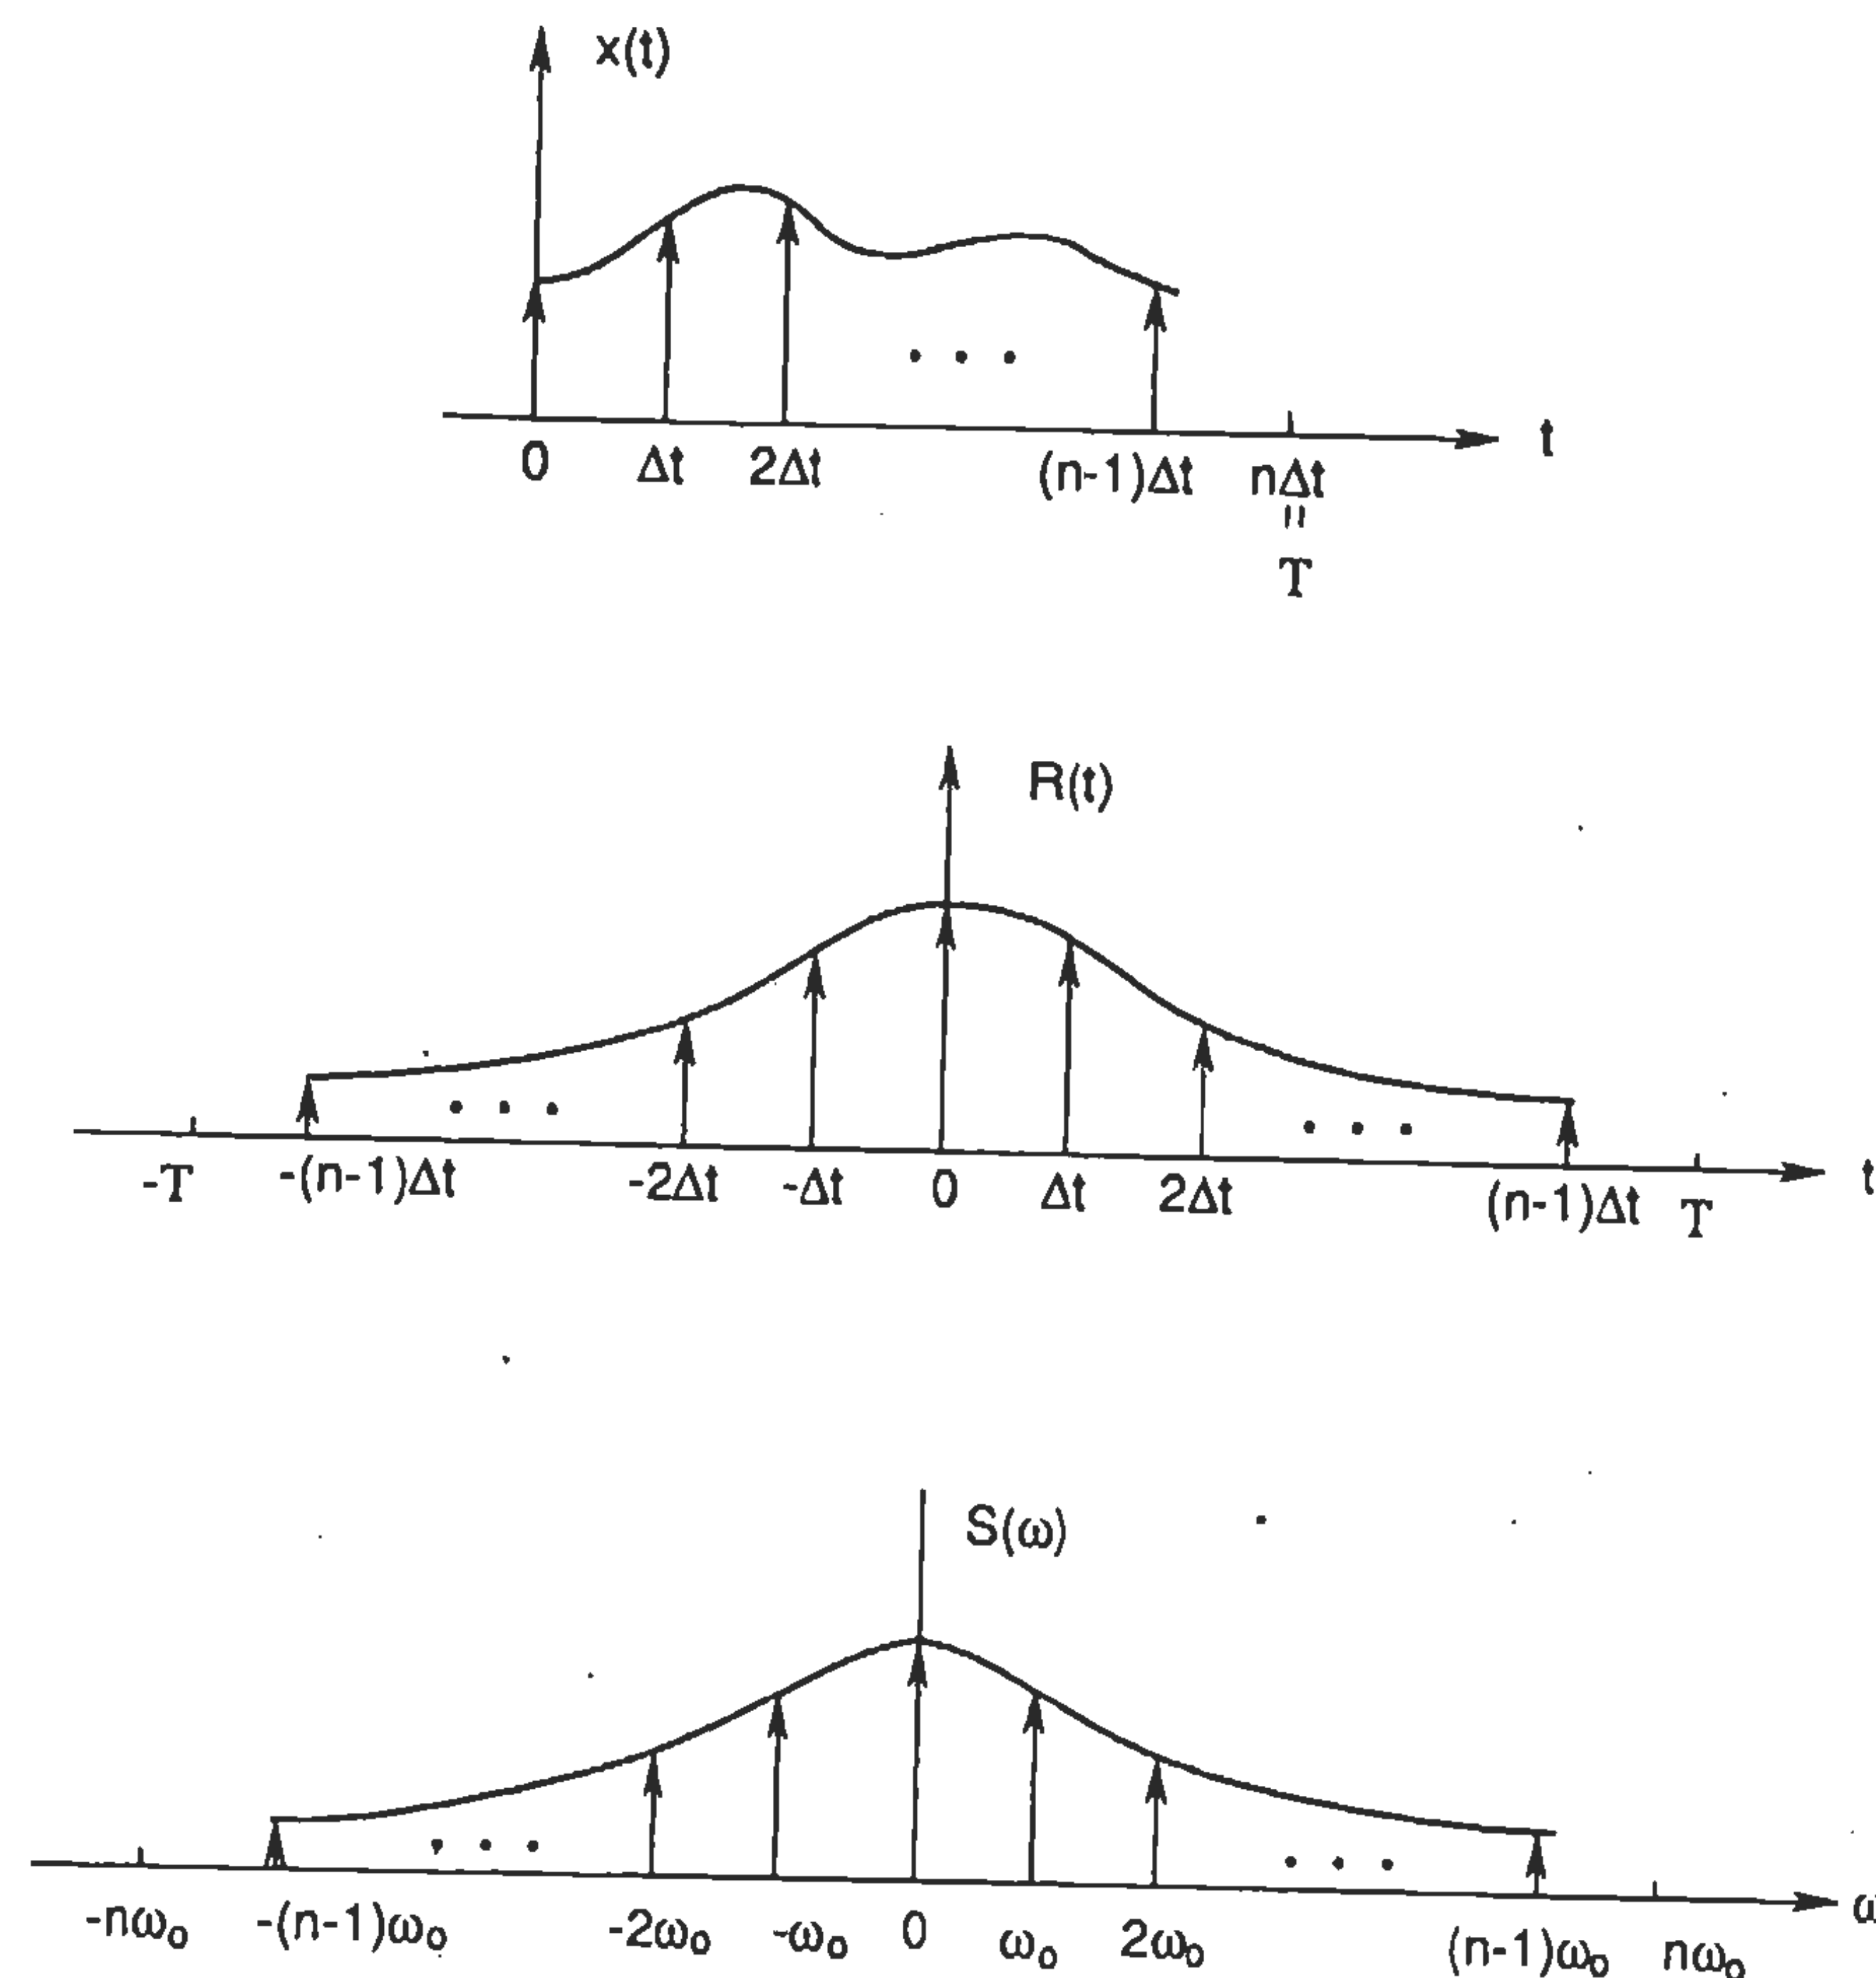 x(t)
t
0 Δt 2Δt (n-1)Δt nΔt
=
T
R(t)
t
-T -(n-1)Δt -2Δt -Δt 0 Δt 2Δt (n-1)Δt T
S(ω)
ω
-nω₀ -(n-1)ω₀ -2ω₀ -ω₀ 0 ω₀ 2ω₀ (n-1)ω₀ nω₀